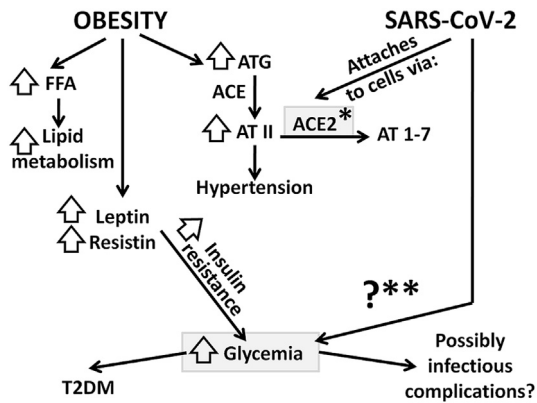 OBESITY
SARS-CoV-2
Attaches
to cells via:
ATG
FFA
ACE
Lipid
metabolism
AT II
ACE2*
AT 1-7
Hypertension
Leptin
Resistin
Insulin
resistance
?**
Glycemia
Possibly
infectious
complications?
T2DM